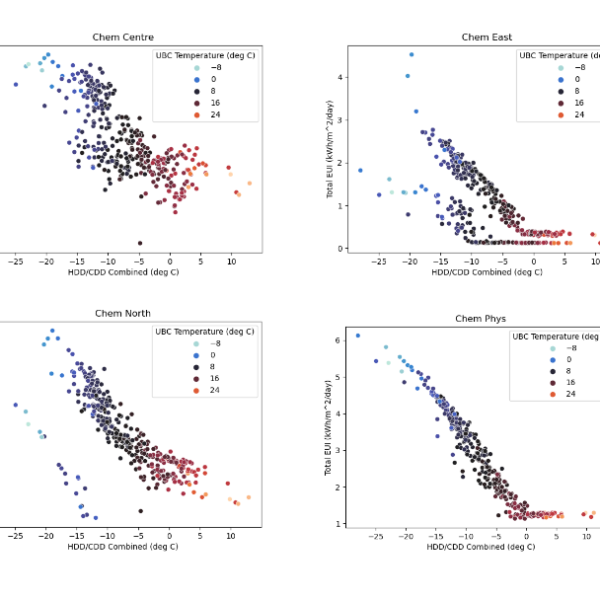 Chem Centre
UBC Temperature (deg C)
−8
0
8
16
24
−25 −20 −15 −10 −5 0 5 10
HDD/CDD Combined (deg C)
Chem East
UBC Temperature (de
−8
0
8
16
24
Total EUI (kWh/m^2/day)
4
3
2
1
0
−25 −20 −15 −10 −5 0 5 10
HDD/CDD Combined (deg C)
Chem North
UBC Temperature (deg C)
−8
0
8
16
24
−25 −20 −15 −10 −5 0 5 10
HDD/CDD Combined (deg C)
Chem Phys
UBC Temperature (deg
−8
0
8
16
24
Total EUI (kWh/m^2/day)
6
5
4
3
2
1
−25 −20 −15 −10 −5 0 5 10
HDD/CDD Combined (deg C)